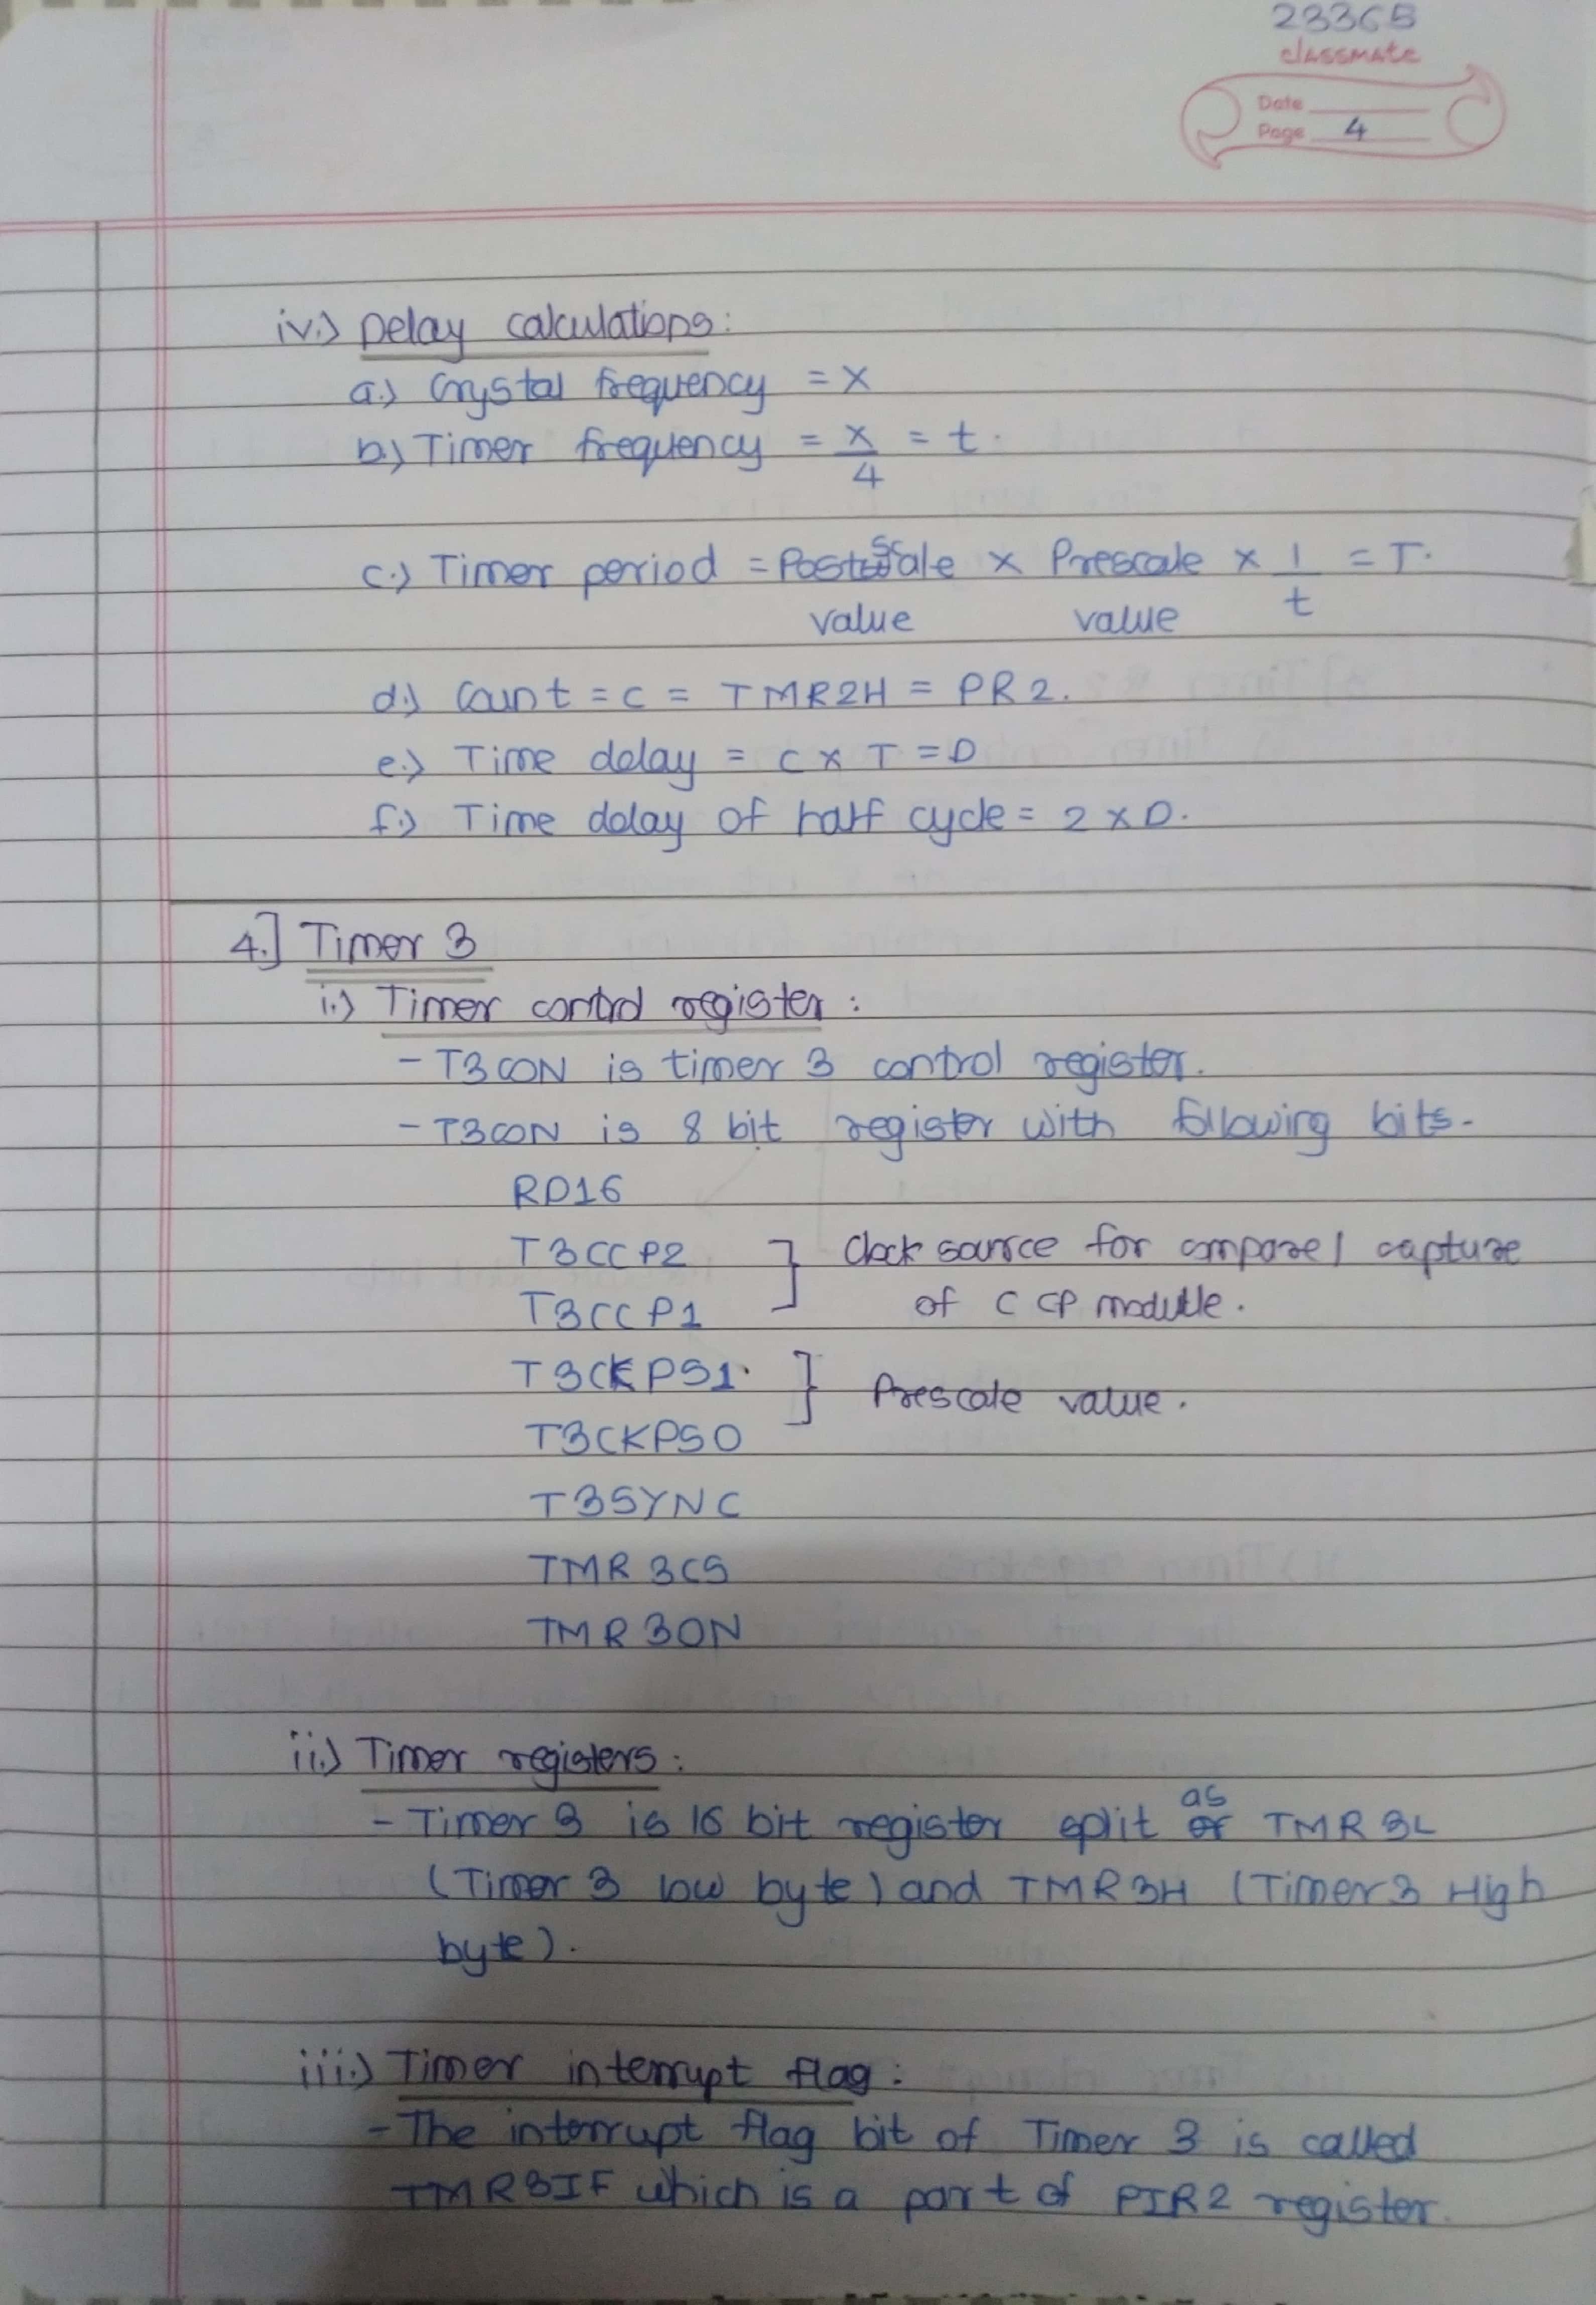 23365
classmate
Date
Page 4
iv.) Delay calculations:
a.) Crystal frequency = X
b.) Timer frequency = X/4 = t.
c.) Timer period = Postscale × Prescale × 1/t = T.
value value
d.) Count = C = TMR2H = PR2.
e.) Time delay = C × T = D
f.) Time delay of half cycle = 2 × D.
4.] Timer 3
i.) Timer control register :
- T3CON is timer 3 control register.
- T3CON is 8 bit register with following bits-
RD16
T3CCP2 ] Clock source for compare/ capture
T3CCP1 of CCP module.
T3CKPS1. } Prescale value.
T3CKPS0
T3SYNC
TMR3CS
TMR3ON
ii.) Timer registers :
- Timer 3 is 16 bit register split as TMR3L
(Timer 3 low byte) and TMR3H (Timer 3 High
byte).
iii.) Timer interrupt flag :
- The interrupt flag bit of Timer 3 is called
TMR3IF which is a part of PIR2 register.